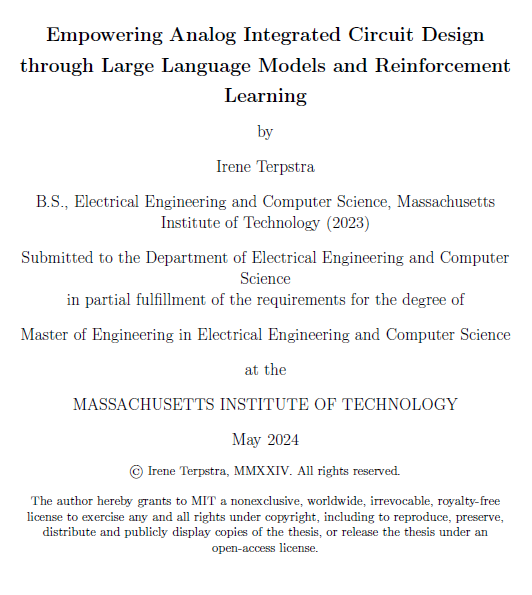 Empowering Analog Integrated Circuit Design
through Large Language Models and Reinforcement
Learning
by
Irene Terpstra
B.S., Electrical Engineering and Computer Science, Massachusetts
Institute of Technology (2023)
Submitted to the Department of Electrical Engineering and Computer
Science
in partial fulfillment of the requirements for the degree of
Master of Engineering in Electrical Engineering and Computer Science
at the
MASSACHUSETTS INSTITUTE OF TECHNOLOGY
May 2024
© Irene Terpstra, MMXXIV. All rights reserved.
The author hereby grants to MIT a nonexclusive, worldwide, irrevocable, royalty-free
license to exercise any and all rights under copyright, including to reproduce, preserve,
distribute and publicly display copies of the thesis, or release the thesis under an
open-access license.